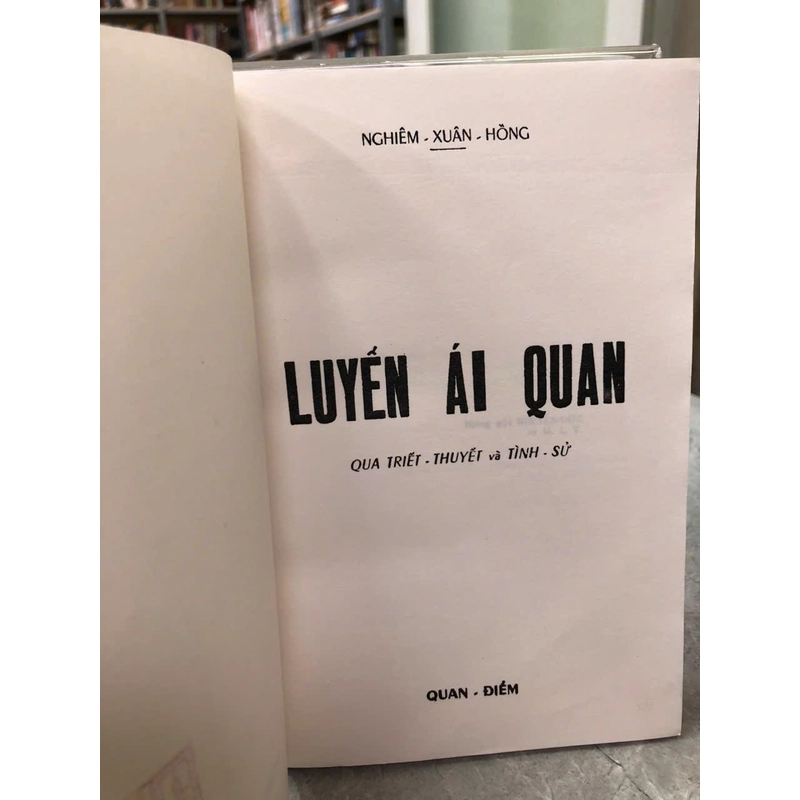 NGHIÊM - XUÂN - HỒNG
LUYẾN ÁI QUAN
QUA TRIẾT - THUYẾT và TÌNH - SỬ
QUAN - ĐIỂM